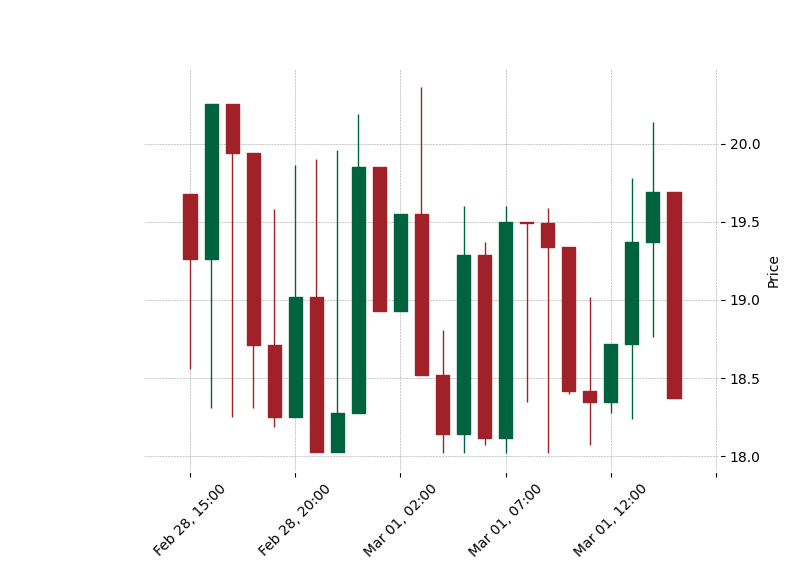 20.0
19.5
19.0
18.5
18.0
Price
Feb 28, 15:00
Feb 28, 20:00
Mar 01, 02:00
Mar 01, 07:00
Mar 01, 12:00